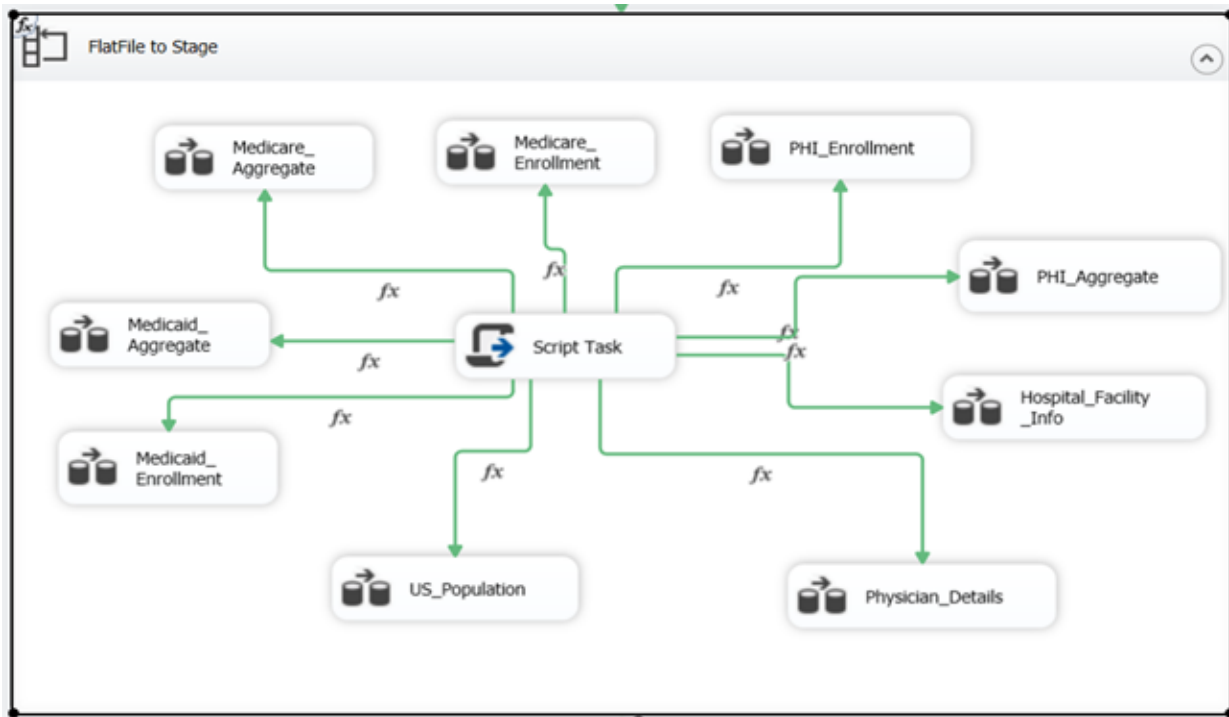 fx
FlatFile to Stage
Medicare_
Aggregate
Medicare_
Enrollment
PHI_Enrollment
PHI_Aggregate
fx
fx
fx
Medicaid_
Aggregate
Script Task
fx
fx
fx
Hospital_Facility
_Info
fx
Medicaid_
Enrollment
fx
fx
US_Population
Physician_Details